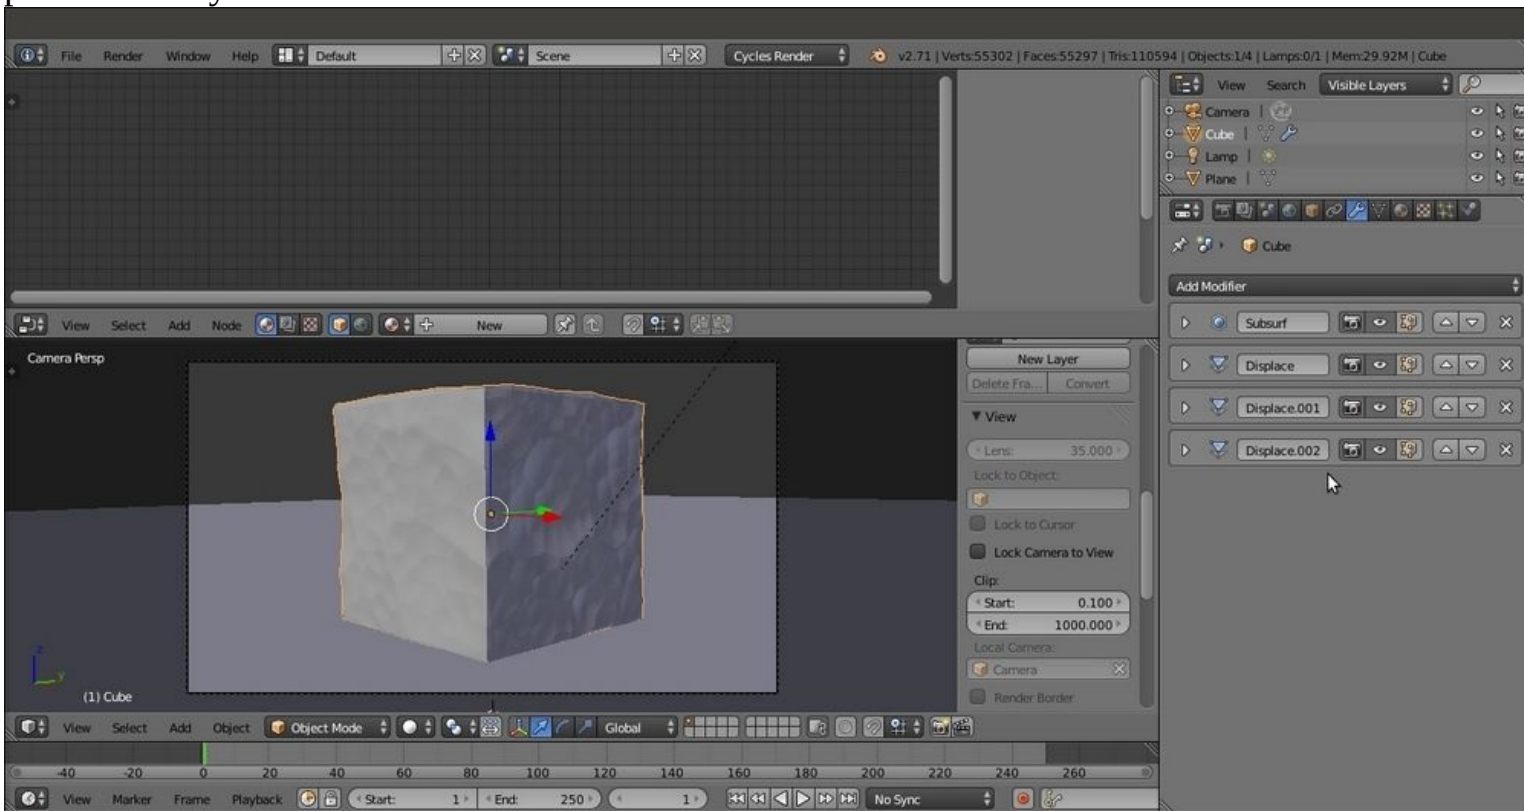 File Render Window Help Default Scene Cycles Render v2.71 | Verts:55302 | Faces:55297 | Tris:110594 | Objects:1/4 | Lamps:0/1 | Mem:29.92M | Cube
View Search Visible Layers
Camera
Cube
Lamp
Plane
Cube
Add Modifier
Subsurf
Displace
Displace.001
Displace.002
View Select Add Node New
Camera Persp
New Layer
Delete Fra... Convert
View
Lens: 35.000
Lock to Object:
Lock to Cursor
Lock Camera to View
Clip:
Start: 0.100
End: 1000.000
Local Camera:
Camera
Render Border
z
y
(1) Cube
View Select Add Object Object Mode Global
-40 -20 0 20 40 60 80 100 120 140 160 180 200 220 240 260
View Marker Frame Playback Start: 1 End: 250 1 No Sync